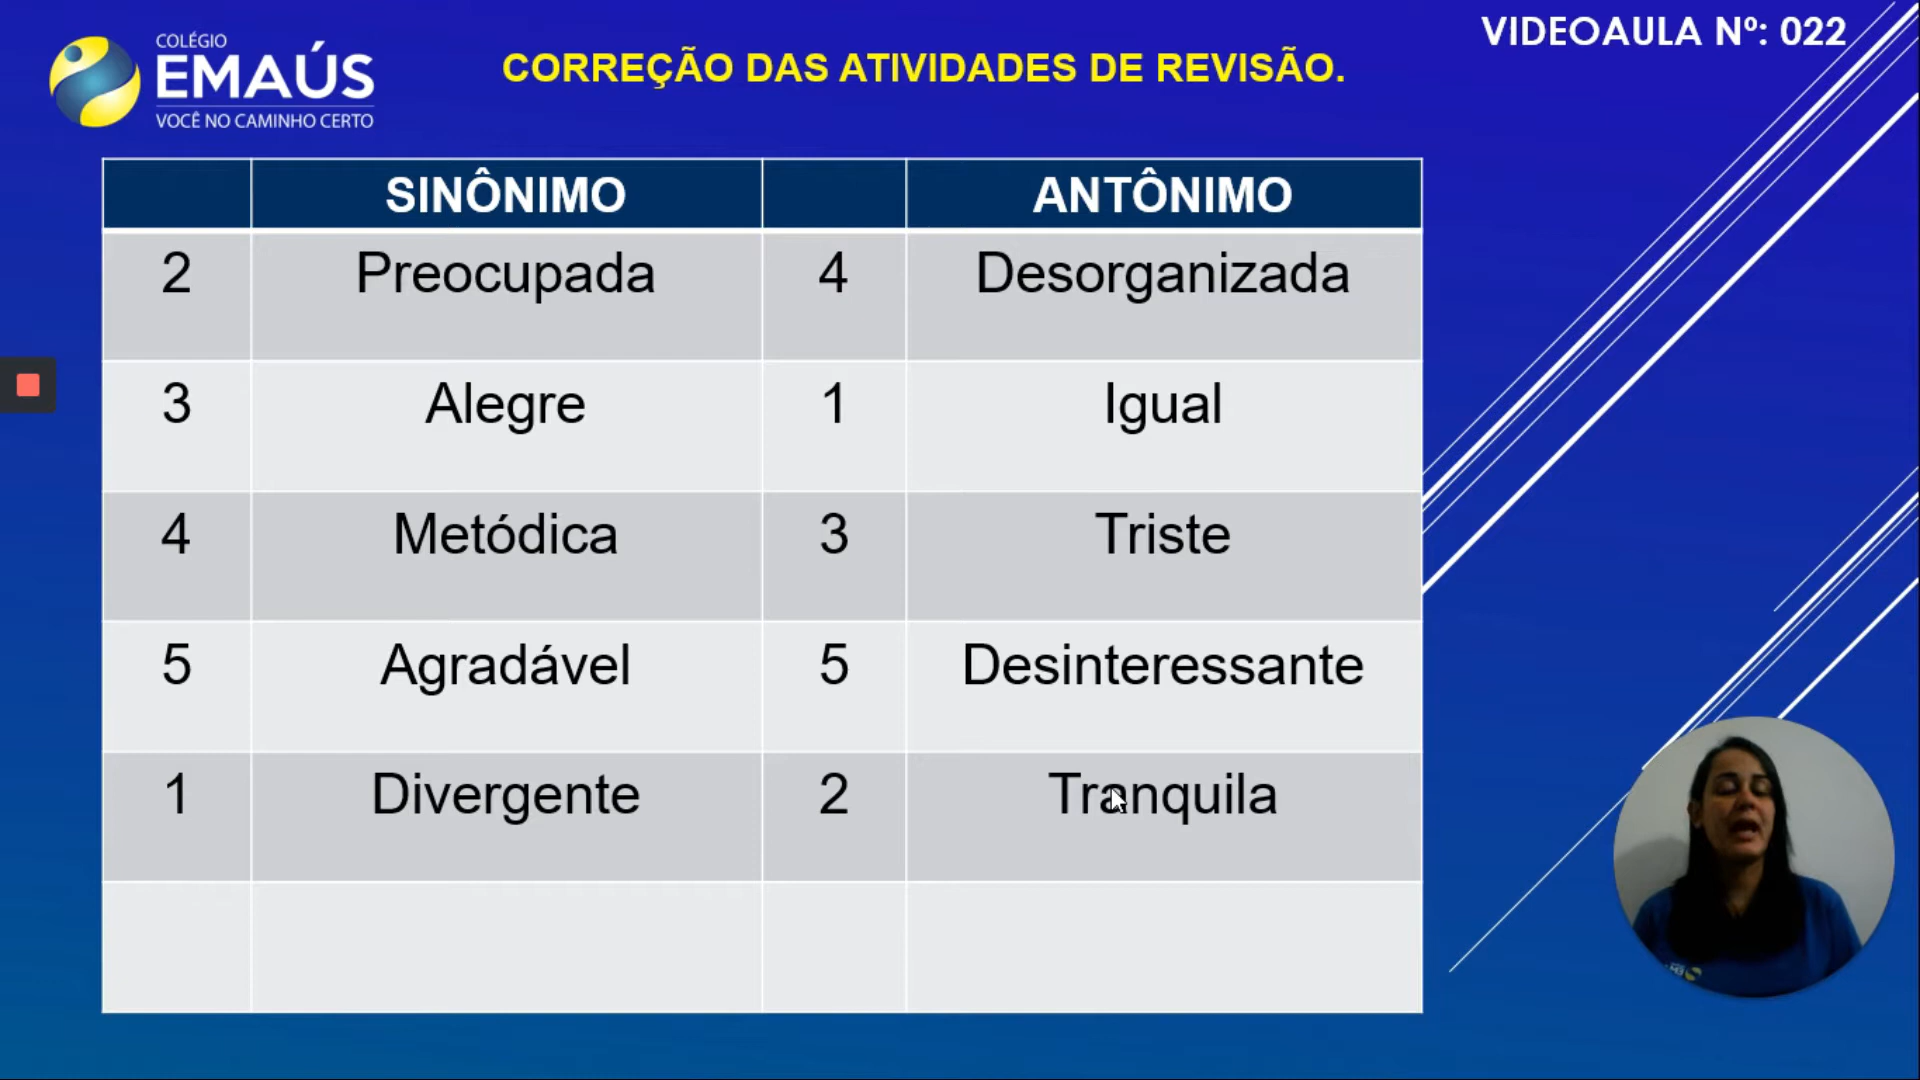 COLÉGIO
EMAÚS
VOCÊ NO CAMINHO CERTO
CORREÇÃO DAS ATIVIDADES DE REVISÃO.
VIDEOAULA Nº: 022
SINÔNIMO ANTÔNIMO
2 Preocupada 4 Desorganizada
3 Alegre 1 Igual
4 Metódica 3 Triste
5 Agradável 5 Desinteressante
1 Divergente 2 Tranquila